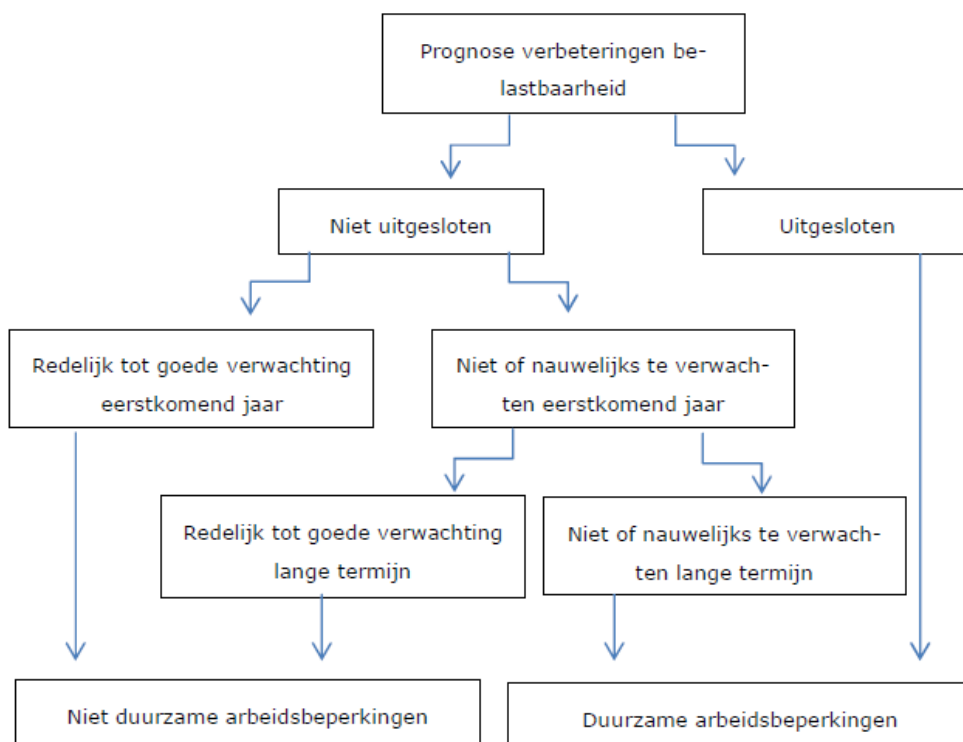 Prognose verbeteringen be-
lastbaarheid
Niet uitgesloten
Uitgesloten
Redelijk tot goede verwachting
eerstkomend jaar
Niet of nauwelijks te verwach-
ten eerstkomend jaar
Redelijk tot goede verwachting
lange termijn
Niet of nauwelijks te verwach-
ten lange termijn
Niet duurzame arbeidsbeperkingen
Duurzame arbeidsbeperkingen